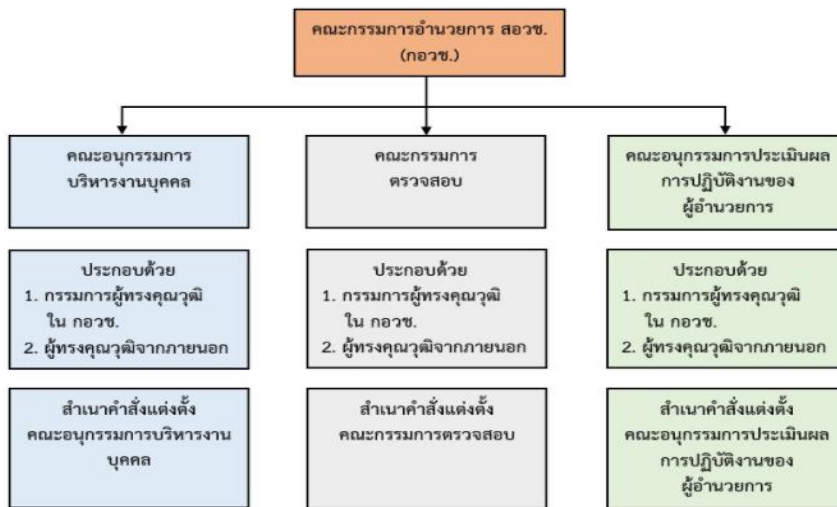 คณะกรรมการอำนวยการ สอวช.
(กอวช.)
คณะอนุกรรมการ
บริหารงานบุคคล
คณะกรรมการ
ตรวจสอบ
คณะอนุกรรมการประเมินผล
การปฏิบัติงานของ
ผู้อำนวยการ
ประกอบด้วย
1. กรรมการผู้ทรงคุณวุฒิ
ใน กอวช.
2. ผู้ทรงคุณวุฒิจากภายนอก
ประกอบด้วย
1. กรรมการผู้ทรงคุณวุฒิ
ใน กอวช.
2. ผู้ทรงคุณวุฒิจากภายนอก
ประกอบด้วย
1. กรรมการผู้ทรงคุณวุฒิ
ใน กอวช.
2. ผู้ทรงคุณวุฒิจากภายนอก
สำเนาคำสั่งแต่งตั้ง
คณะอนุกรรมการบริหารงาน
บุคคล
สำเนาคำสั่งแต่งตั้ง
คณะกรรมการตรวจสอบ
สำเนาคำสั่งแต่งตั้ง
คณะอนุกรรมการประเมินผล
การปฏิบัติงานของ
ผู้อำนวยการ